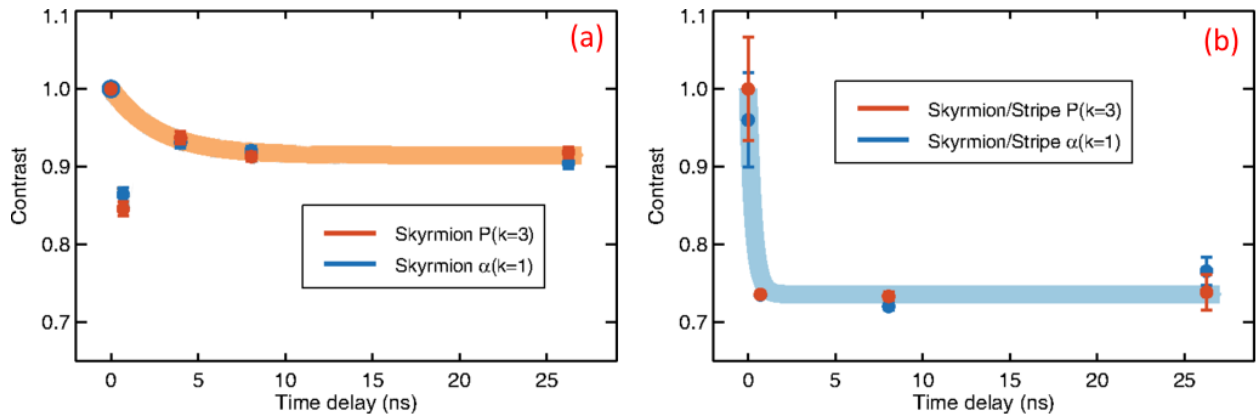 1.1
(a)
1.0
0.9
0.8
0.7
Contrast
Skyrmion P(k=3)
Skyrmion α(k=1)
0 5 10 15 20 25
Time delay (ns)
1.1
(b)
1.0
0.9
0.8
0.7
Contrast
Skyrmion/Stripe P(k=3)
Skyrmion/Stripe α(k=1)
0 5 10 15 20 25
Time delay (ns)